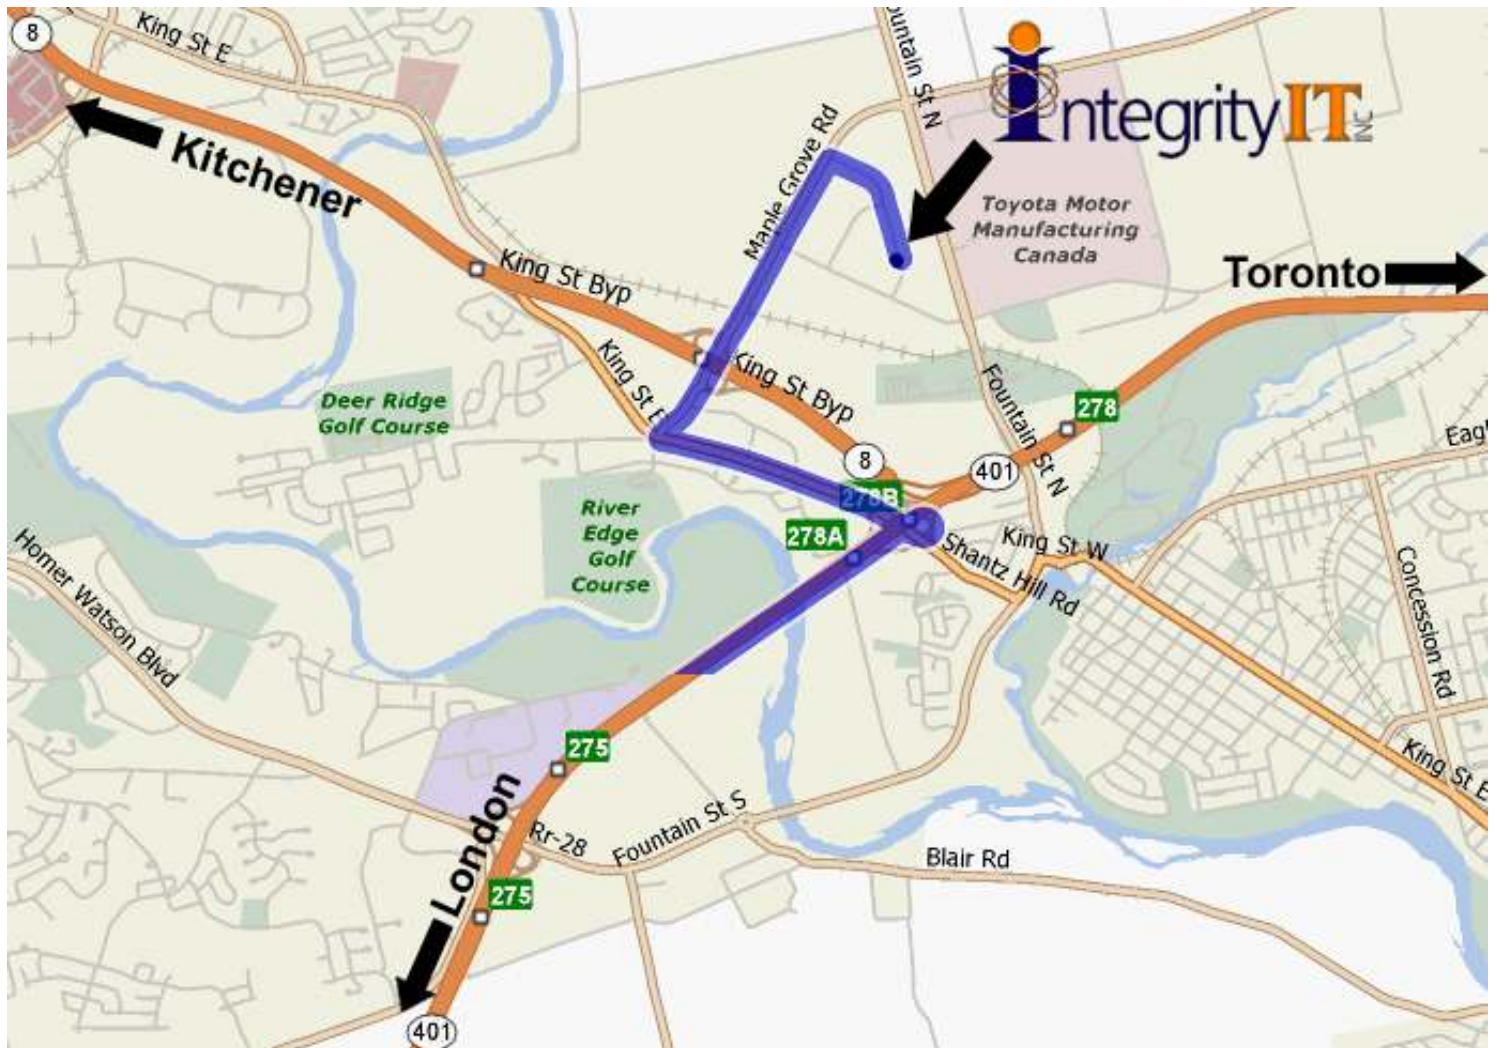 8
King St E
Fountain St N
integrityIT INC
Kitchener
Maple Grove Rd
Toyota Motor
Manufacturing
Canada
Toronto
King St Byp
King St E
King St Byp
Deer Ridge
Golf Course
Fountain St N
278
8
401
278B
278A
River
Edge
Golf
Course
King St W
Shantz Hill Rd
Homer Watson Blvd
Concession Rd
275
London
King St E
Rr-28
Fountain St S
Blair Rd
275
401